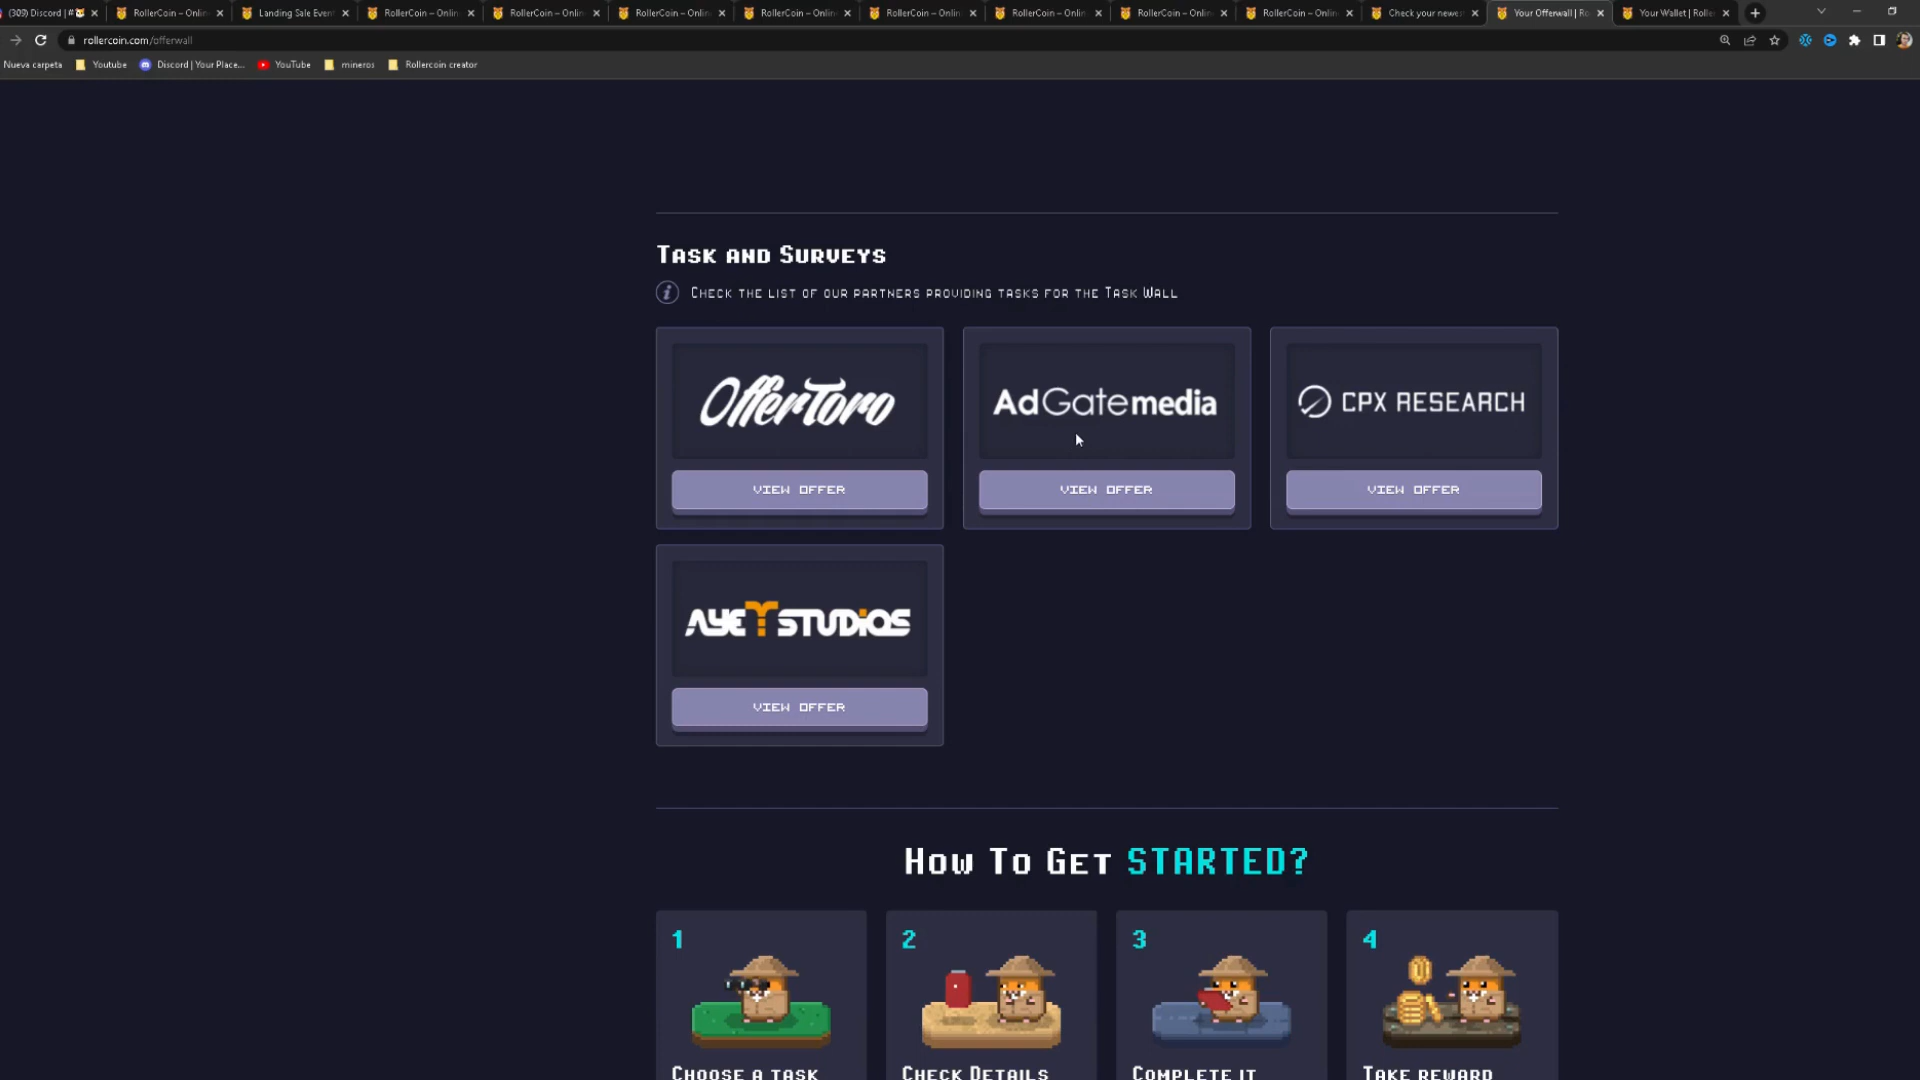 (309) Discord | #
RollerCoin – Onlin
Landing Sale Even
RollerCoin – Onlin
RollerCoin – Onlin
RollerCoin – Onlin
RollerCoin – Onlin
RollerCoin – Onlin
RollerCoin – Onlin
RollerCoin – Onlin
RollerCoin – Onlin
Check your newes
Your Offerwall | Ro
Your Wallet | Roller
rollercoin.com/offerwall
Nueva carpeta
Youtube
Discord | Your Place...
YouTube
mineros
Rollercoin creator
Task and Surveys
Check the list of our partners providing tasks for the Task Wall
OfferToro
AdGatemedia
CPX RESEARCH
VIEW OFFER
VIEW OFFER
VIEW OFFER
AYET STUDIOS
VIEW OFFER
How To Get STARTED?
1
2
3
4
Choose a task
Check Details
Complete it
Take reward